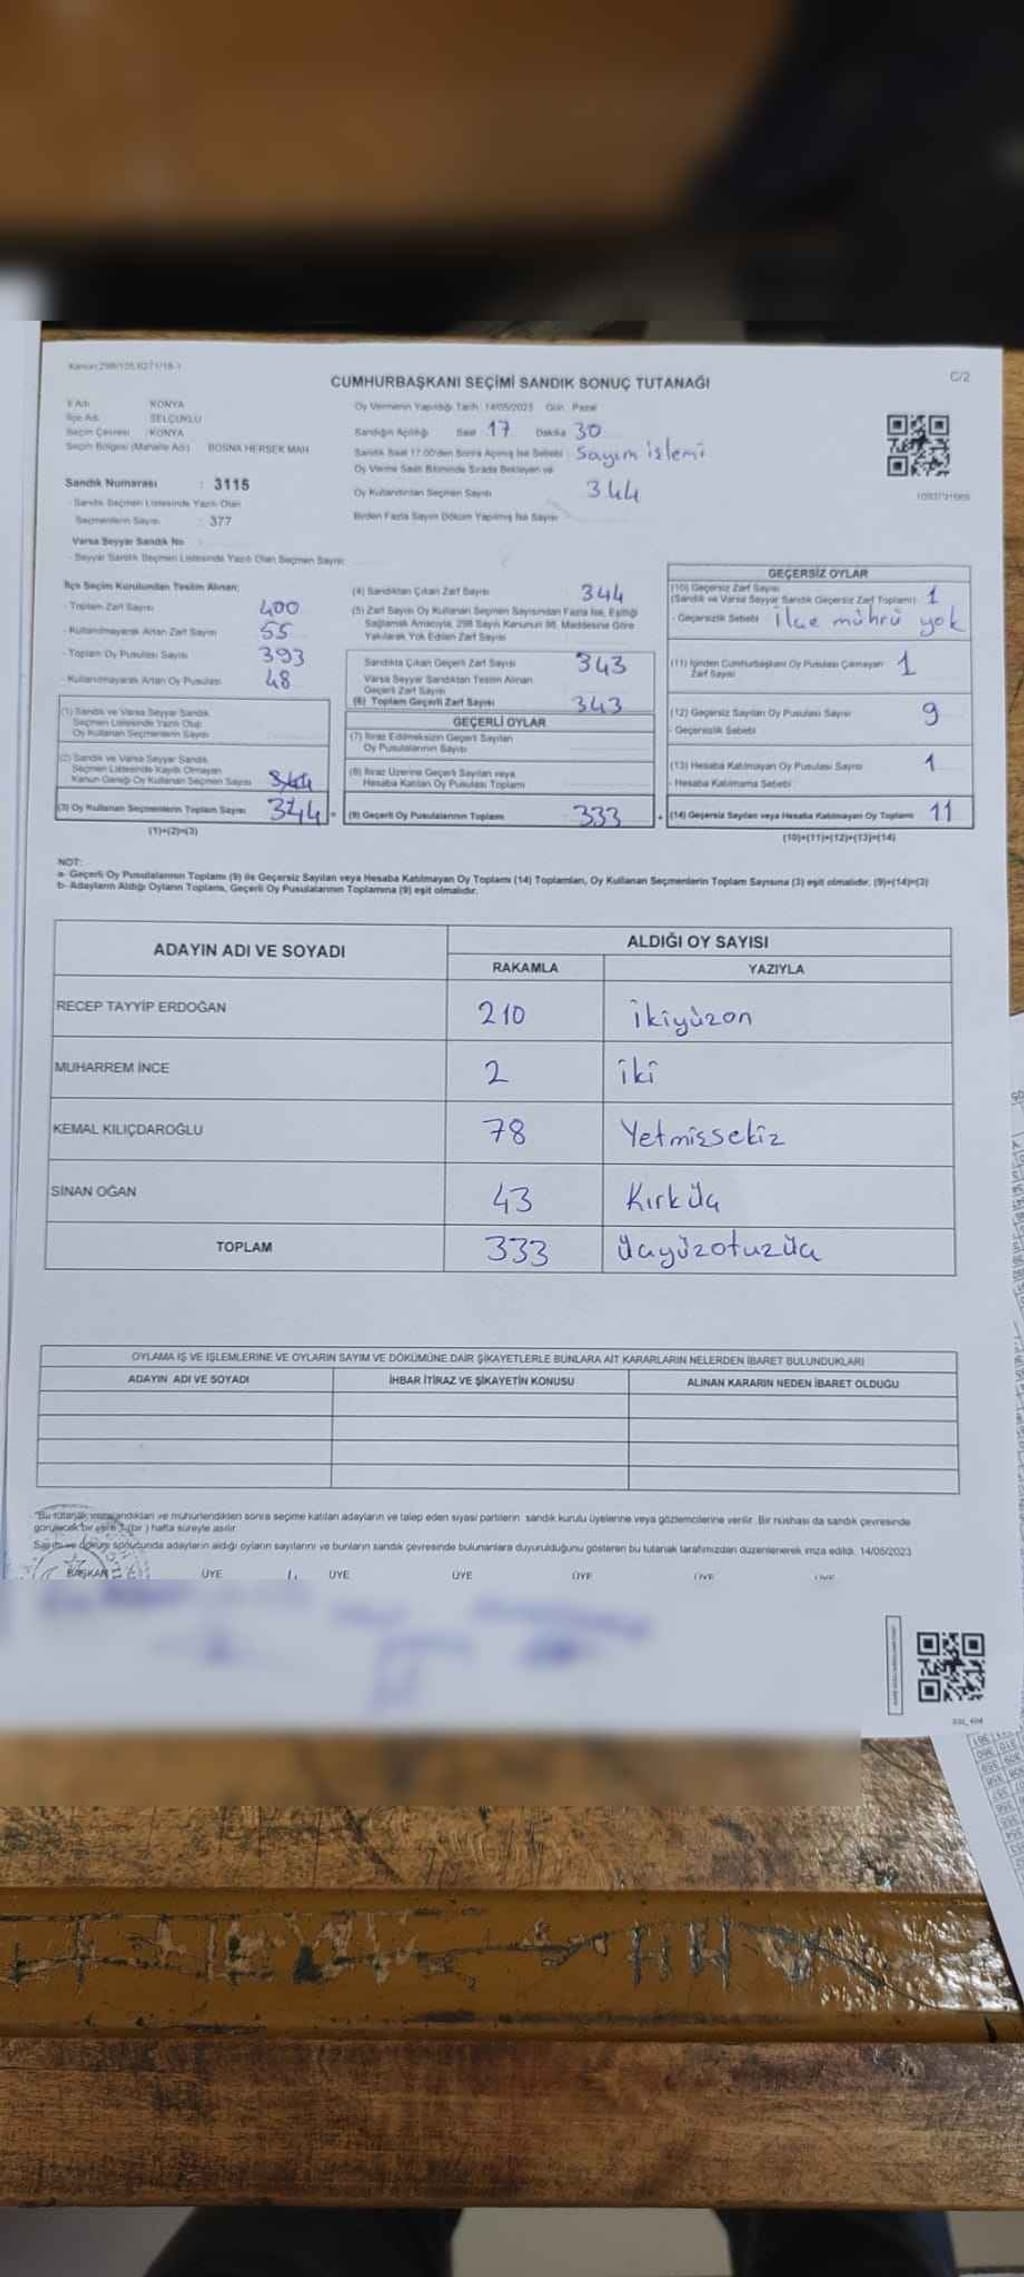 Kanun:298/105,6271/18-1
C/2
CUMHURBAŞKANI SEÇİMİ SANDIK SONUÇ TUTANAĞI
İl Adı KONYA
İlçe Adı SELÇUKLU
Seçim Çevresi KONYA
Seçim Bölgesi (Mahalle Adı) BOSNA HERSEK MAH
Sandık Numarası : 3115
- Sandık Seçmen Listesinde Yazılı Olan
Seçmenlerin Sayısı : 377
Varsa Seyyar Sandık No
- Seyyar Sandık Seçmen Listesinde Yazılı Olan Seçmen Sayısı
Oy Vermenin Yapıldığı Tarih: 14/05/2023 Gün: Pazar
Sandığın Açıldığı Saat 17 Dakika 30
Sandık Saat 17.00'den Sonra Açılmış İse Sebebi: Sayım işlemi
Oy Verme Saati Bitiminde Sırada Bekleyen ve
Oy Kullandırılan Seçmen Sayısı 344
Birden Fazla Sayım Döküm Yapılmış İse Sayısı
İlçe Seçim Kurulundan Teslim Alınan;
- Toplam Zarf Sayısı 400
- Kullanılmayarak Artan Zarf Sayısı 55
- Toplam Oy Pusulası Sayısı 393
- Kullanılmayarak Artan Oy Pusulası 48
(1) Sandık ve Varsa Seyyar Sandık
Seçmen Listesinde Yazılı Olup
Oy Kullanan Seçmenlerin Sayısı
(2) Sandık ve Varsa Seyyar Sandık
Seçmen Listesinde Kayıtlı Olmayan
Kanun Gereği Oy Kullanan Seçmen Sayısı 344
(3) Oy Kullanan Seçmenlerin Toplam Sayısı 344
(1)+(2)=(3)
(4) Sandıktan Çıkan Zarf Sayısı 344
(5) Zarf Sayısı Oy Kullanan Seçmen Sayısından Fazla İse, Eşitliği
Sağlamak Amacıyla, 298 Sayılı Kanunun 98. Maddesine Göre
Yakılarak Yok Edilen Zarf Sayısı
Sandıkta Çıkan Geçerli Zarf Sayısı 343
Varsa Seyyar Sandıktan Teslim Alınan
Geçerli Zarf Sayısı
(6) Toplam Geçerli Zarf Sayısı 343
GEÇERLİ OYLAR
(7) İtiraz Edilmeksizin Geçerli Sayılan
Oy Pusulalarının Sayısı
(8) İtiraz Üzerine Geçerli Sayılan veya
Hesaba Katılan Oy Pusulası Toplamı
(9) Geçerli Oy Pusulalarının Toplamı 333
GEÇERSİZ OYLAR
(10) Geçersiz Zarf Sayısı
(Sandık ve Varsa Seyyar Sandık Geçersiz Zarf Toplamı) 1
- Geçersizlik Sebebi : ilçe mührü yok
(11) İçinden Cumhurbaşkanı Oy Pusulası Çıkmayan
Zarf Sayısı 1
(12) Geçersiz Sayılan Oy Pusulası Sayısı 9
- Geçersizlik Sebebi
(13) Hesaba Katılmayan Oy Pusulası Sayısı 1
- Hesaba Katılmama Sebebi
(14) Geçersiz Sayılan veya Hesaba Katılmayan Oy Toplamı 11
(10)+(11)+(12)+(13)=(14)
NOT:
a- Geçerli Oy Pusulalarının Toplamı (9) ile Geçersiz Sayılan veya Hesaba Katılmayan Oy Toplamı (14) Toplamları, Oy Kullanan Seçmenlerin Toplam Sayısına (3) eşit olmalıdır. (9)+(14)=(3)
b- Adayların Aldığı Oyların Toplamı, Geçerli Oy Pusulalarının Toplamına (9) eşit olmalıdır.
ADAYIN ADI VE SOYADI
ALDIĞI OY SAYISI
RAKAMLA YAZIYLA
RECEP TAYYİP ERDOĞAN 210 ikiyüzon
MUHARREM İNCE 2 iki
KEMAL KILIÇDAROĞLU 78 Yetmişsekiz
SİNAN OĞAN 43 Kırküç
TOPLAM 333 üçyüzotuzüç
OYLAMA İŞ VE İŞLEMLERİNE VE OYLARIN SAYIM VE DÖKÜMÜNE DAİR ŞİKAYETLERLE BUNLARA AİT KARARLARIN NELERDEN İBARET BULUNDUKLARI
ADAYIN ADI VE SOYADI İHBAR İTİRAZ VE ŞİKAYETİN KONUSU ALINAN KARARIN NEDEN İBARET OLDUĞU
Bu tutanak imzalandıktan ve mühürlendikten sonra seçime katılan adayların ve talep eden siyasi partilerin sandık kurulu üyelerine veya gözlemcilerine verilir. Bir nüshası da sandık çevresinde
görülecek bir yere 1 (bir ) hafta süreyle asılır.
Sayım ve döküm sonucunda adayların aldığı oyların sayılarını ve bunların sandık çevresinde bulunanlara duyurulduğunu gösteren bu tutanak tarafımızdan düzenlenerek imza edildi. 14/05/2023
BAŞKAN ÜYE ÜYE ÜYE ÜYE ÜYE ÜYE